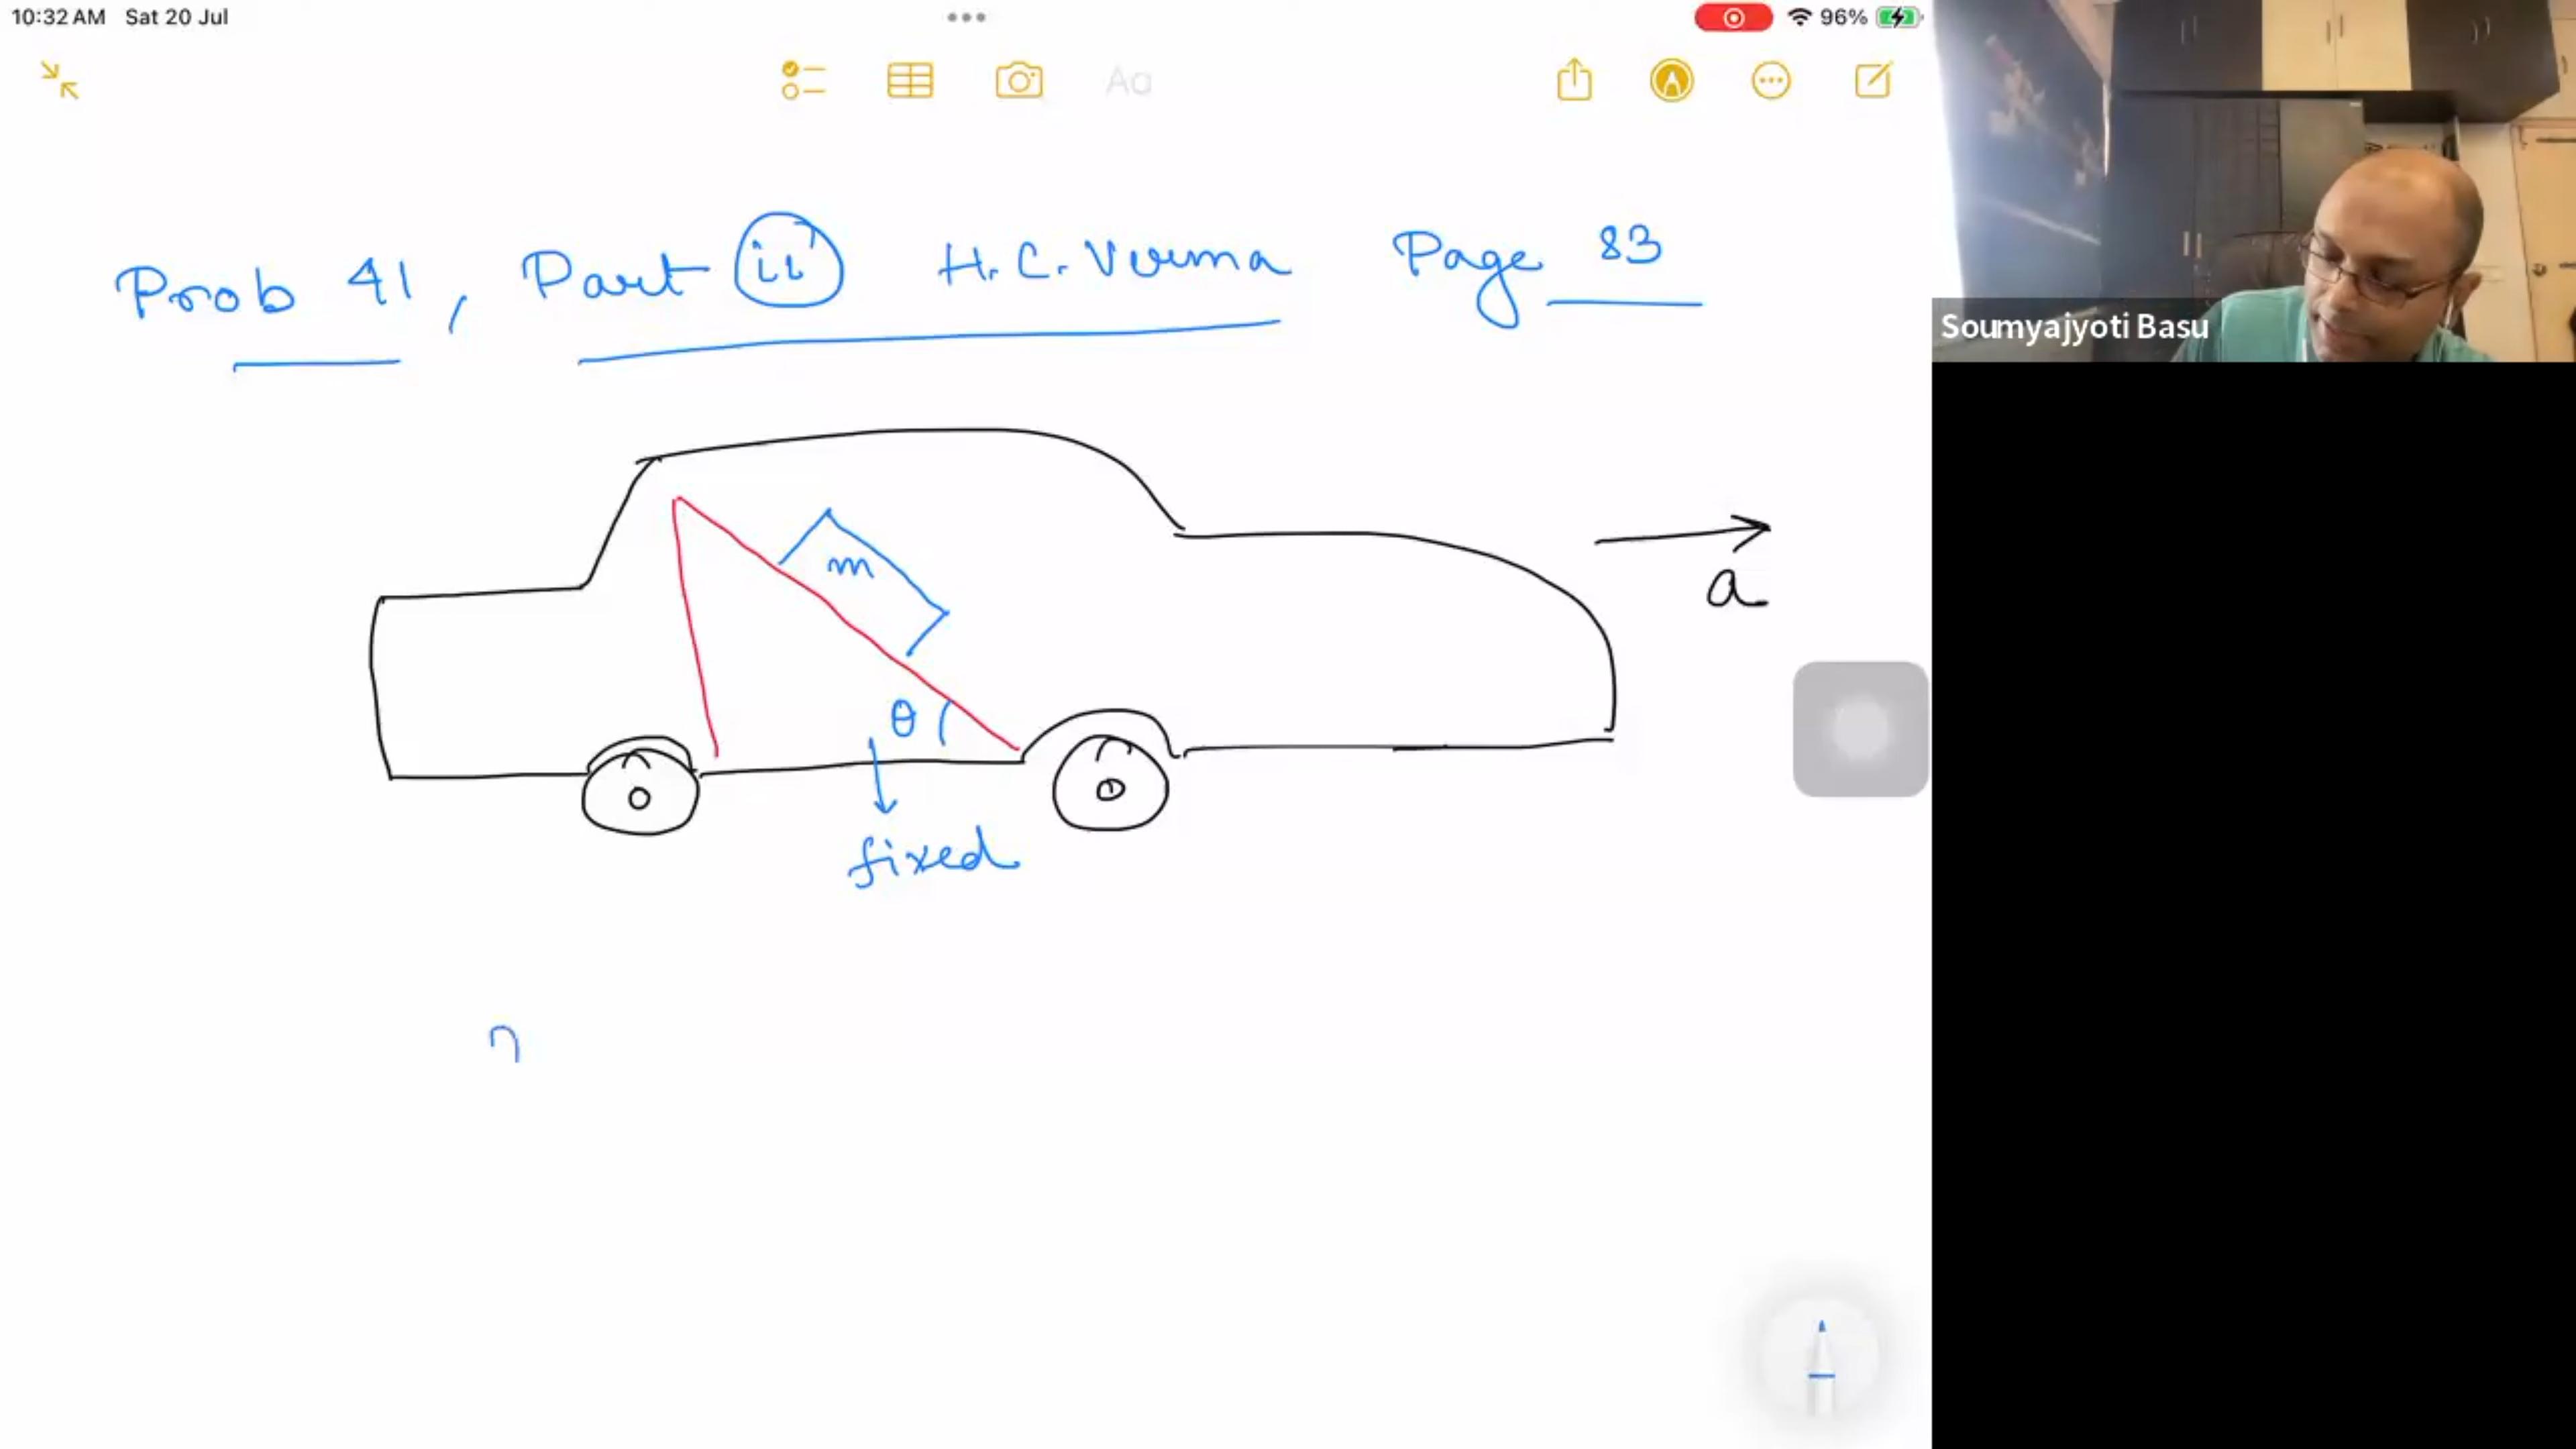 10:32 AM Sat 20 Jul
96%
Aa
Prob 41, Part ii H.C. Verma Page 83
Soumyajyoti Basu
m
a
θ
fixed